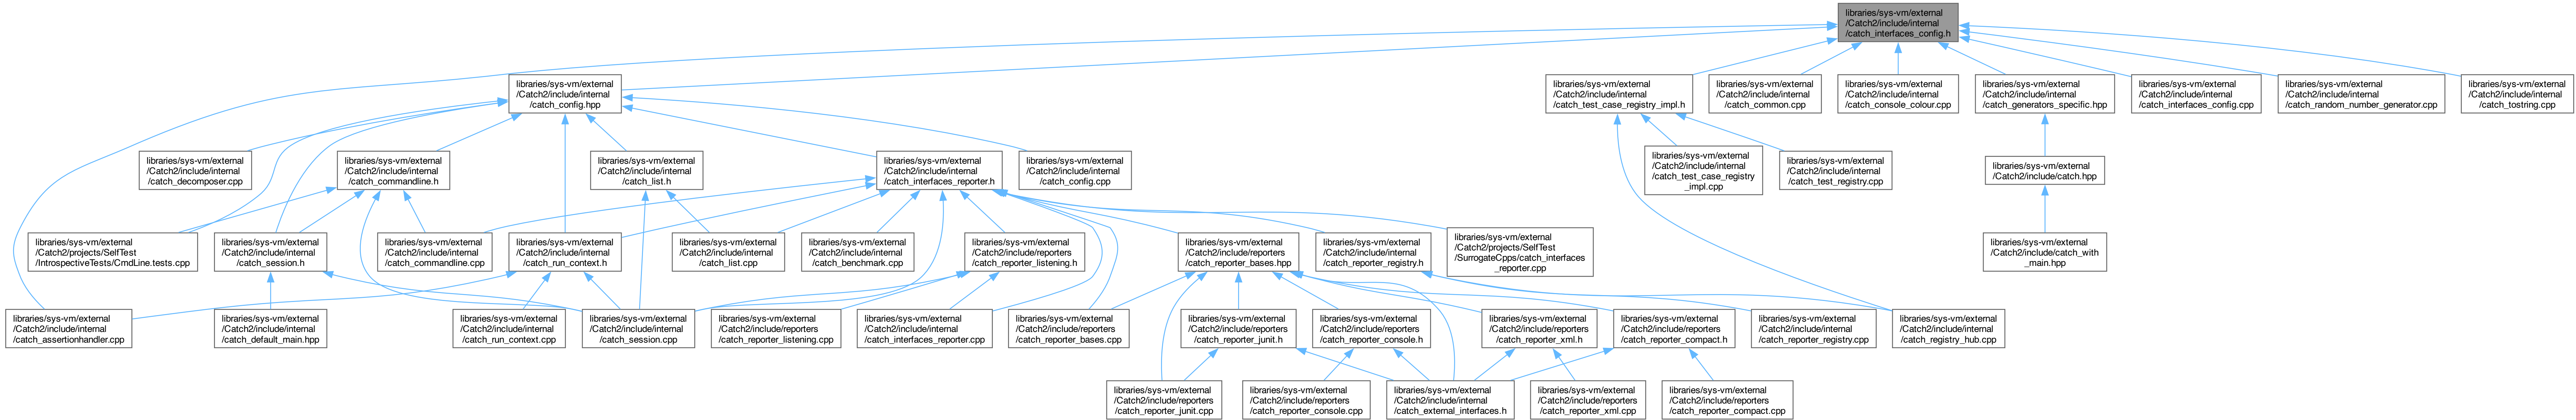 libraries/sys-vm/external
/Catch2/include/internal
/catch_interfaces_config.h
libraries/sys-vm/external
/Catch2/include/internal
/catch_config.hpp
libraries/sys-vm/external
/Catch2/include/internal
/catch_test_case_registry_impl.h
libraries/sys-vm/external
/Catch2/include/internal
/catch_common.cpp
libraries/sys-vm/external
/Catch2/include/internal
/catch_console_colour.cpp
libraries/sys-vm/external
/Catch2/include/internal
/catch_generators_specific.hpp
libraries/sys-vm/external
/Catch2/include/internal
/catch_interfaces_config.cpp
libraries/sys-vm/external
/Catch2/include/internal
/catch_random_number_generator.cpp
libraries/sys-vm/external
/Catch2/include/internal
/catch_tostring.cpp
libraries/sys-vm/external
/Catch2/include/internal
/catch_decomposer.cpp
libraries/sys-vm/external
/Catch2/include/internal
/catch_commandline.h
libraries/sys-vm/external
/Catch2/include/internal
/catch_list.h
libraries/sys-vm/external
/Catch2/include/internal
/catch_interfaces_reporter.h
libraries/sys-vm/external
/Catch2/include/internal
/catch_config.cpp
libraries/sys-vm/external
/Catch2/include/internal
/catch_test_case_registry
_impl.cpp
libraries/sys-vm/external
/Catch2/include/internal
/catch_test_registry.cpp
libraries/sys-vm/external
/Catch2/include/catch.hpp
libraries/sys-vm/external
/Catch2/projects/SelfTest
/IntrospectiveTests/CmdLine.tests.cpp
libraries/sys-vm/external
/Catch2/include/internal
/catch_session.h
libraries/sys-vm/external
/Catch2/include/internal
/catch_commandline.cpp
libraries/sys-vm/external
/Catch2/include/internal
/catch_run_context.h
libraries/sys-vm/external
/Catch2/include/internal
/catch_list.cpp
libraries/sys-vm/external
/Catch2/include/internal
/catch_benchmark.cpp
libraries/sys-vm/external
/Catch2/include/reporters
/catch_reporter_listening.h
libraries/sys-vm/external
/Catch2/include/reporters
/catch_reporter_bases.hpp
libraries/sys-vm/external
/Catch2/include/internal
/catch_reporter_registry.h
libraries/sys-vm/external
/Catch2/projects/SelfTest
/SurrogateCpps/catch_interfaces
_reporter.cpp
libraries/sys-vm/external
/Catch2/include/catch_with
_main.hpp
libraries/sys-vm/external
/Catch2/include/internal
/catch_assertionhandler.cpp
libraries/sys-vm/external
/Catch2/include/internal
/catch_default_main.hpp
libraries/sys-vm/external
/Catch2/include/internal
/catch_run_context.cpp
libraries/sys-vm/external
/Catch2/include/internal
/catch_session.cpp
libraries/sys-vm/external
/Catch2/include/reporters
/catch_reporter_listening.cpp
libraries/sys-vm/external
/Catch2/include/internal
/catch_interfaces_reporter.cpp
libraries/sys-vm/external
/Catch2/include/reporters
/catch_reporter_bases.cpp
libraries/sys-vm/external
/Catch2/include/reporters
/catch_reporter_junit.h
libraries/sys-vm/external
/Catch2/include/reporters
/catch_reporter_console.h
libraries/sys-vm/external
/Catch2/include/reporters
/catch_reporter_xml.h
libraries/sys-vm/external
/Catch2/include/reporters
/catch_reporter_compact.h
libraries/sys-vm/external
/Catch2/include/internal
/catch_reporter_registry.cpp
libraries/sys-vm/external
/Catch2/include/internal
/catch_registry_hub.cpp
libraries/sys-vm/external
/Catch2/include/reporters
/catch_reporter_junit.cpp
libraries/sys-vm/external
/Catch2/include/reporters
/catch_reporter_console.cpp
libraries/sys-vm/external
/Catch2/include/internal
/catch_external_interfaces.h
libraries/sys-vm/external
/Catch2/include/reporters
/catch_reporter_xml.cpp
libraries/sys-vm/external
/Catch2/include/reporters
/catch_reporter_compact.cpp